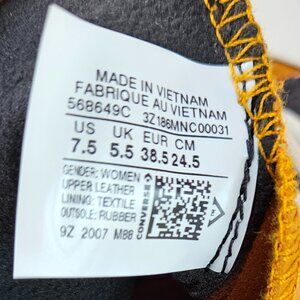 MADE IN VIETNAM
FABRIQUE AU VIETNAM
568649C 3Z186MNC00031
US UK EUR CM
7.5 5.5 38.5 24.5
GENDER: WOMEN
UPPER: LEATHER
LINING: TEXTILE
OUTSOLE: RUBBER
CONVERSE
9Z 2007 M88